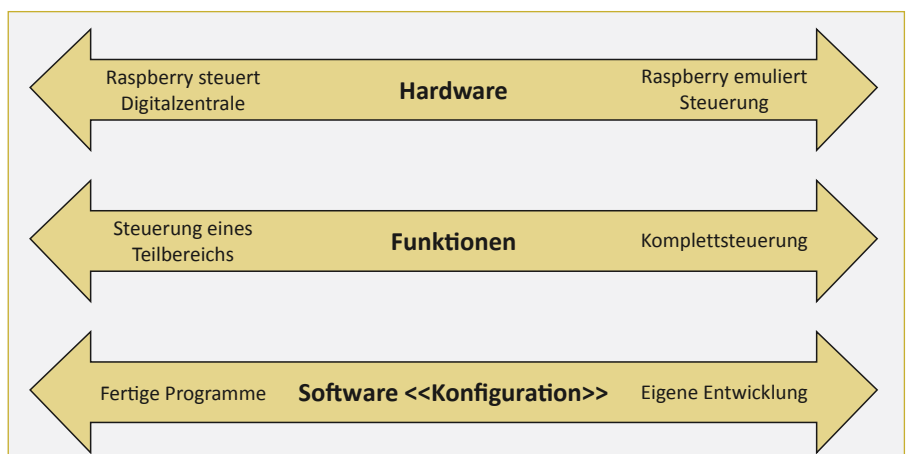 Raspberry steuert
Digitalzentrale
Hardware
Raspberry emuliert
Steuerung
Steuerung eines
Teilbereichs
Funktionen
Komplettsteuerung
Fertige Programme
Software <<Konfiguration>>
Eigene Entwicklung